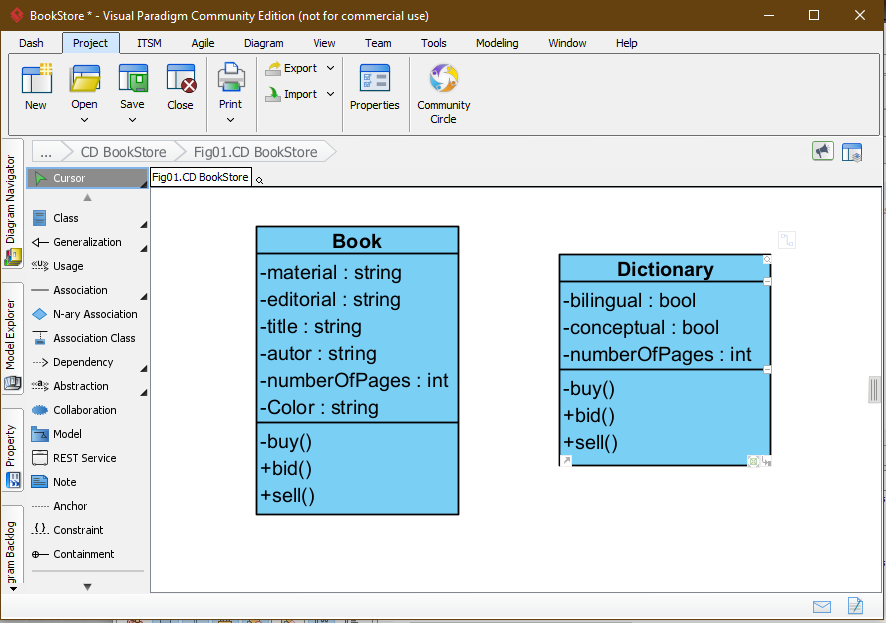 BookStore * - Visual Paradigm Community Edition (not for commercial use)
Dash Project ITSM Agile Diagram View Team Tools Modeling Window Help
New Open Save Close Print Export Import Properties Community Circle
... CD BookStore Fig01.CD BookStore
Diagram Navigator
Model Explorer
Property
gram Backlog
Cursor
Class
Generalization
Usage
Association
N-ary Association
Association Class
Dependency
Abstraction
Collaboration
Model
REST Service
Note
Anchor
Constraint
Containment
Fig01.CD BookStore
Book
-material : string
-editorial : string
-title : string
-autor : string
-numberOfPages : int
-Color : string
-buy()
+bid()
+sell()
Dictionary
-bilingual : bool
-conceptual : bool
-numberOfPages : int
-buy()
+bid()
+sell()